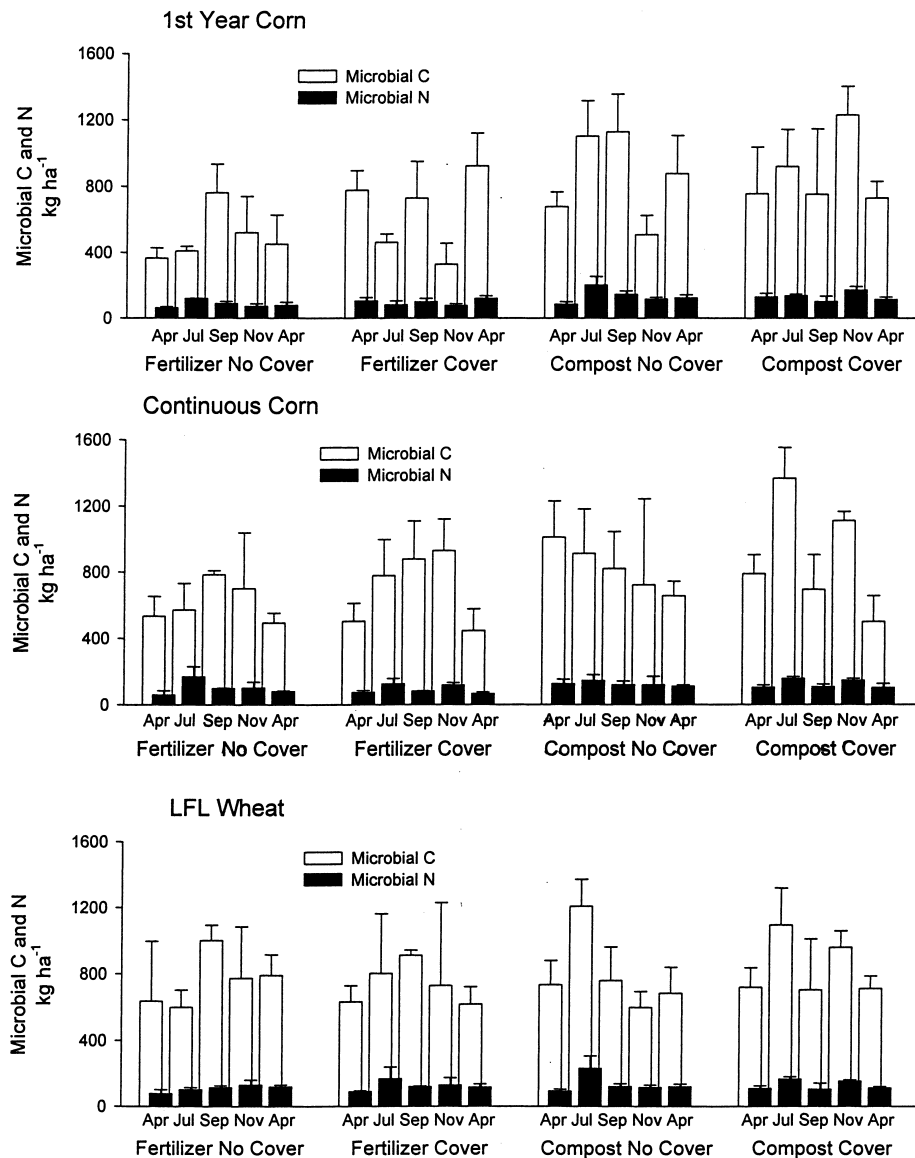 1st Year Corn
1600
1200
800
400
0
Microbial C and N
kg ha⁻¹
Microbial C
Microbial N
Apr Jul Sep Nov Apr Apr Jul Sep Nov Apr Apr Jul Sep Nov Apr Apr Jul Sep Nov Apr
Fertilizer No Cover Fertilizer Cover Compost No Cover Compost Cover
Continuous Corn
1600
1200
800
400
0
Microbial C and N
kg ha⁻¹
Microbial C
Microbial N
Apr Jul Sep Nov Apr Apr Jul Sep Nov Apr Apr Jul Sep Nov Apr Apr Jul Sep Nov Apr
Fertilizer No Cover Fertilizer Cover Compost No Cover Compost Cover
LFL Wheat
1600
1200
800
400
0
Microbial C and N
kg ha⁻¹
Microbial C
Microbial N
Apr Jul Sep Nov Apr Apr Jul Sep Nov Apr Apr Jul Sep Nov Apr Apr Jul Sep Nov Apr
Fertilizer No Cover Fertilizer Cover Compost No Cover Compost Cover